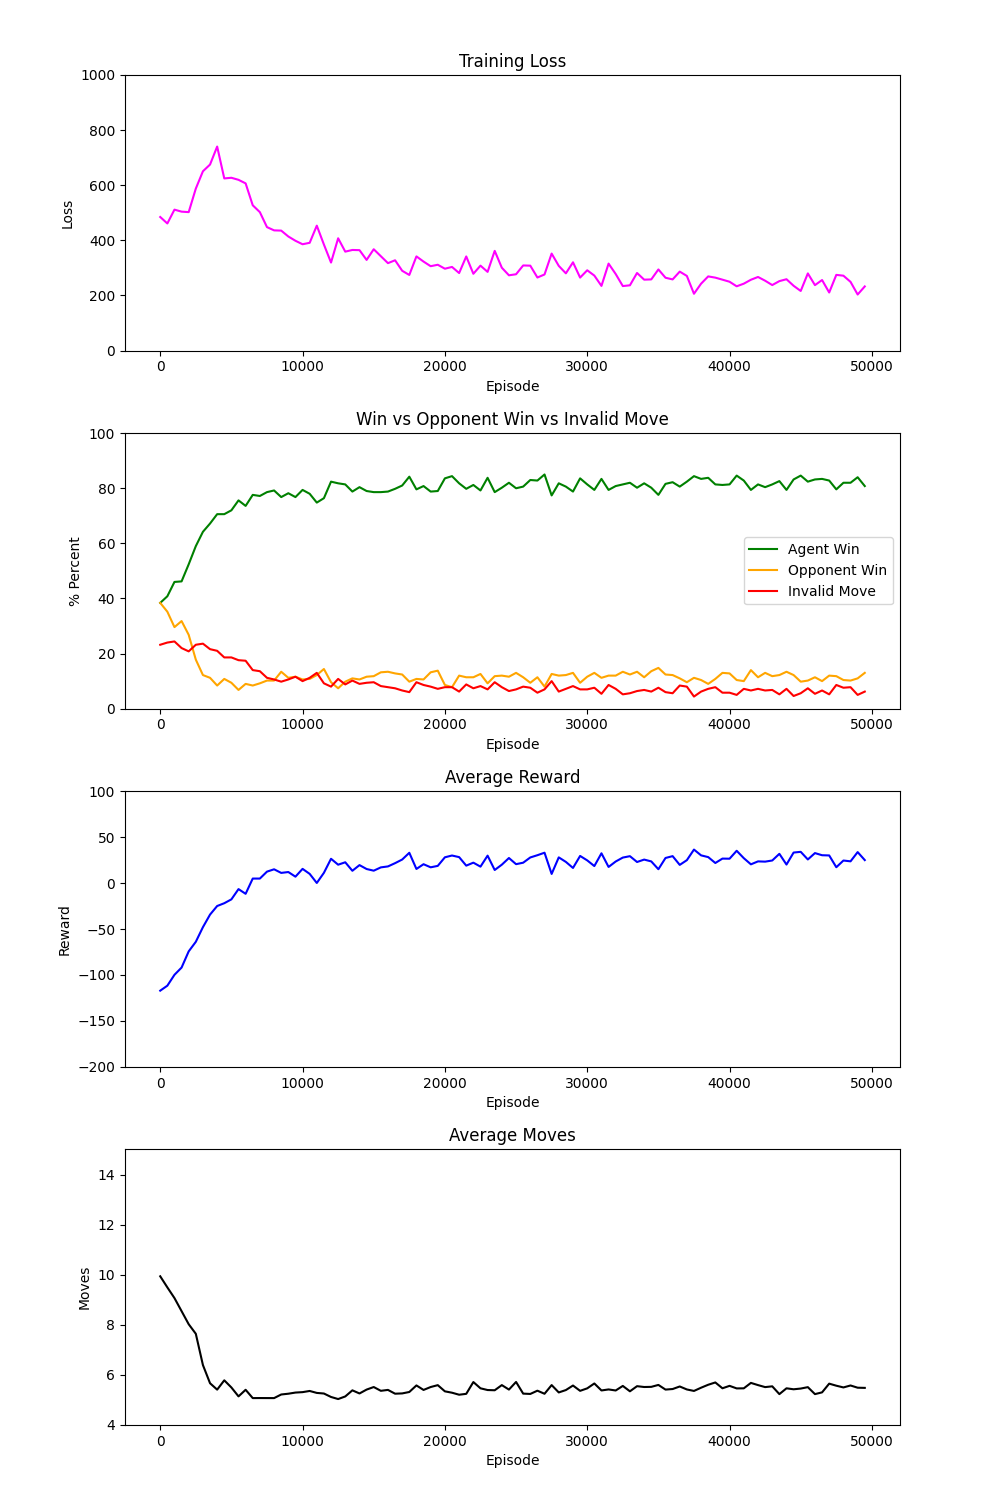 Training Loss
1000
800
600
400
200
0
Loss
0 10000 20000 30000 40000 50000
Episode
Win vs Opponent Win vs Invalid Move
100
80
60
40
20
0
% Percent
Agent Win
Opponent Win
Invalid Move
0 10000 20000 30000 40000 50000
Episode
Average Reward
100
50
0
−50
−100
−150
−200
Reward
0 10000 20000 30000 40000 50000
Episode
Average Moves
14
12
10
8
6
4
Moves
0 10000 20000 30000 40000 50000
Episode